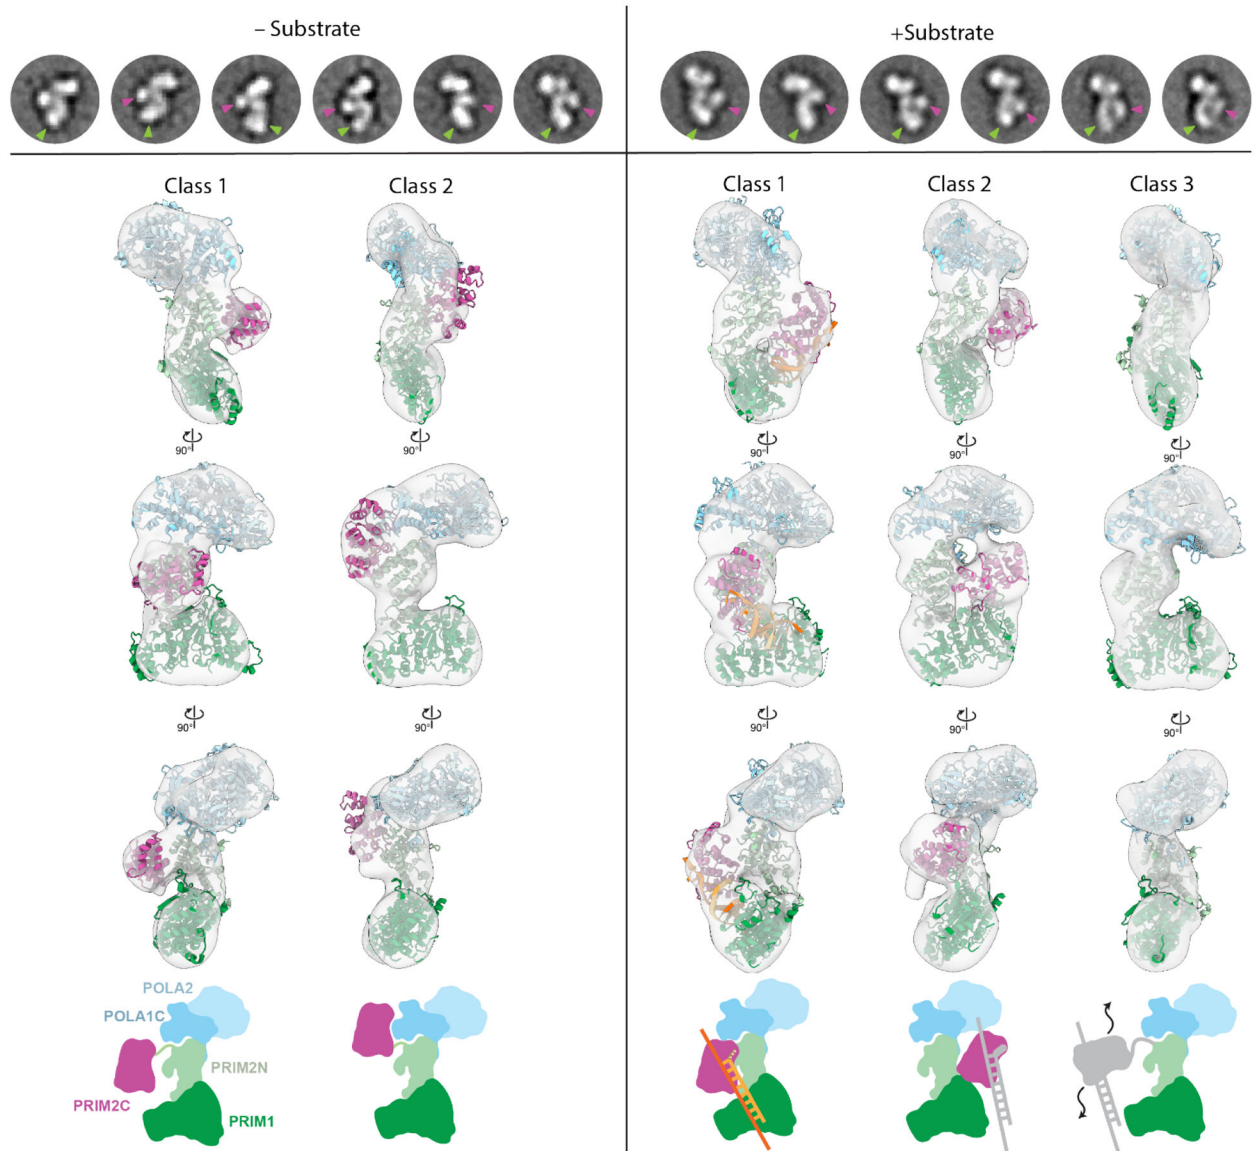 – Substrate
+Substrate
Class 1
Class 2
Class 1
Class 2
Class 3
90°
90°
90°
90°
90°
90°
90°
90°
90°
90°
POLA2
POLA1C
PRIM2N
PRIM2C
PRIM1